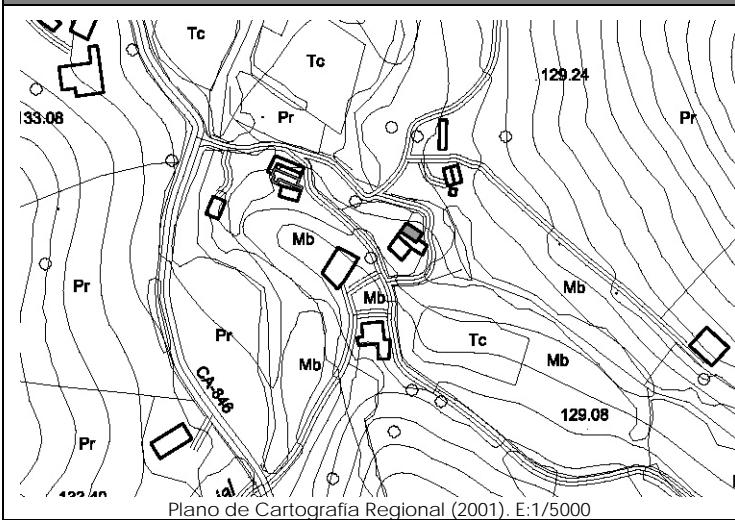 Tc
Tc
129.24
133.08
Pr
Pr
Mb
Pr
Mb
Mb
Pr
Mb
Tc
Mb
CA-846
129.08
Pr
Plano de Cartografía Regional (2001). E:1/5000